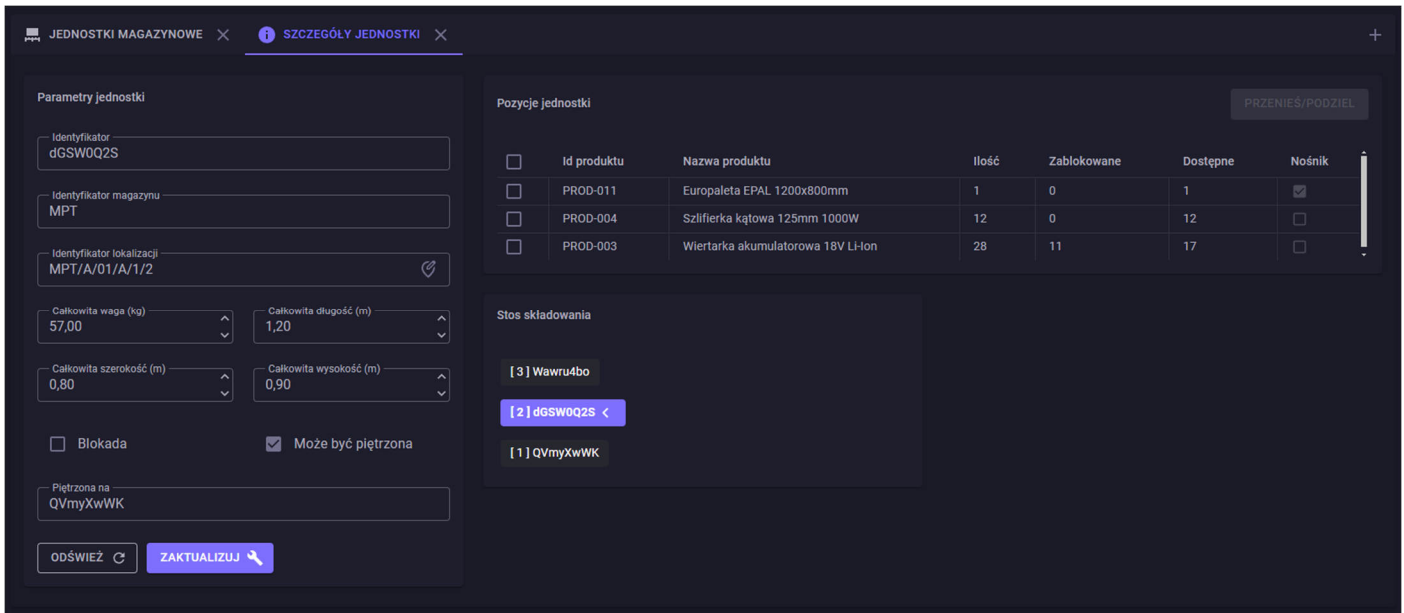 JEDNOSTKI MAGAZYNOWE
SZCZEGÓŁY JEDNOSTKI
Parametry jednostki
Identyfikator
dGSW0Q2S
Identyfikator magazynu
MPT
Identyfikator lokalizacji
MPT/A/01/A/1/2
Całkowita waga (kg) Całkowita długość (m)
57,00 1,20
Całkowita szerokość (m) Całkowita wysokość (m)
0,80 0,90
Blokada Może być piętrzona
Piętrzona na
QVmyXwWK
ODŚWIEŻ ZAKTUALIZUJ
Pozycje jednostki PRZENIEŚ/PODZIEL
Id produktu Nazwa produktu Ilość Zablokowane Dostępne Nośnik
PROD-011 Europaleta EPAL 1200x800mm 1 0 1
PROD-004 Szlifierka kątowa 125mm 1000W 12 0 12
PROD-003 Wiertarka akumulatorowa 18V Li-Ion 28 11 17
Stos składowania
[ 3 ] Wawru4bo
[ 2 ] dGSW0Q2S
[ 1 ] QVmyXwWK